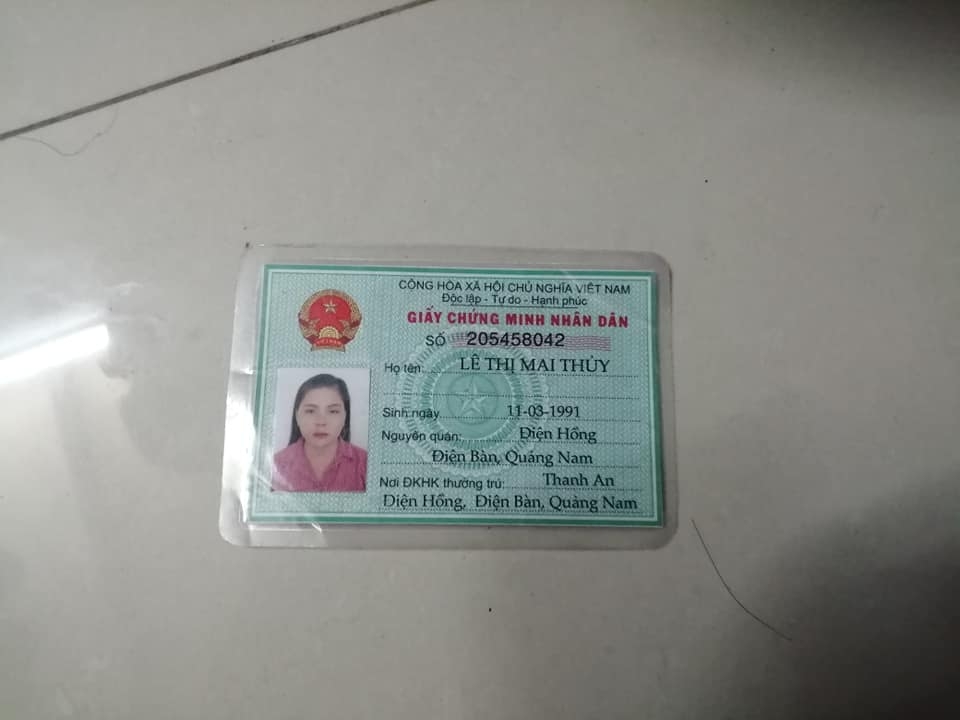 CỘNG HÒA XÃ HỘI CHỦ NGHĨA VIỆT NAM
Độc lập - Tự do - Hạnh phúc
GIẤY CHỨNG MINH NHÂN DÂN
SỐ 205458042
Họ tên: LÊ THỊ MAI THỦY
Sinh ngày 11-03-1991
Nguyên quán: Điện Hồng
Điện Bàn, Quảng Nam
Nơi ĐKHK thường trú: Thanh An
Điện Hồng, Điện Bàn, Quảng Nam
VIỆT NAM